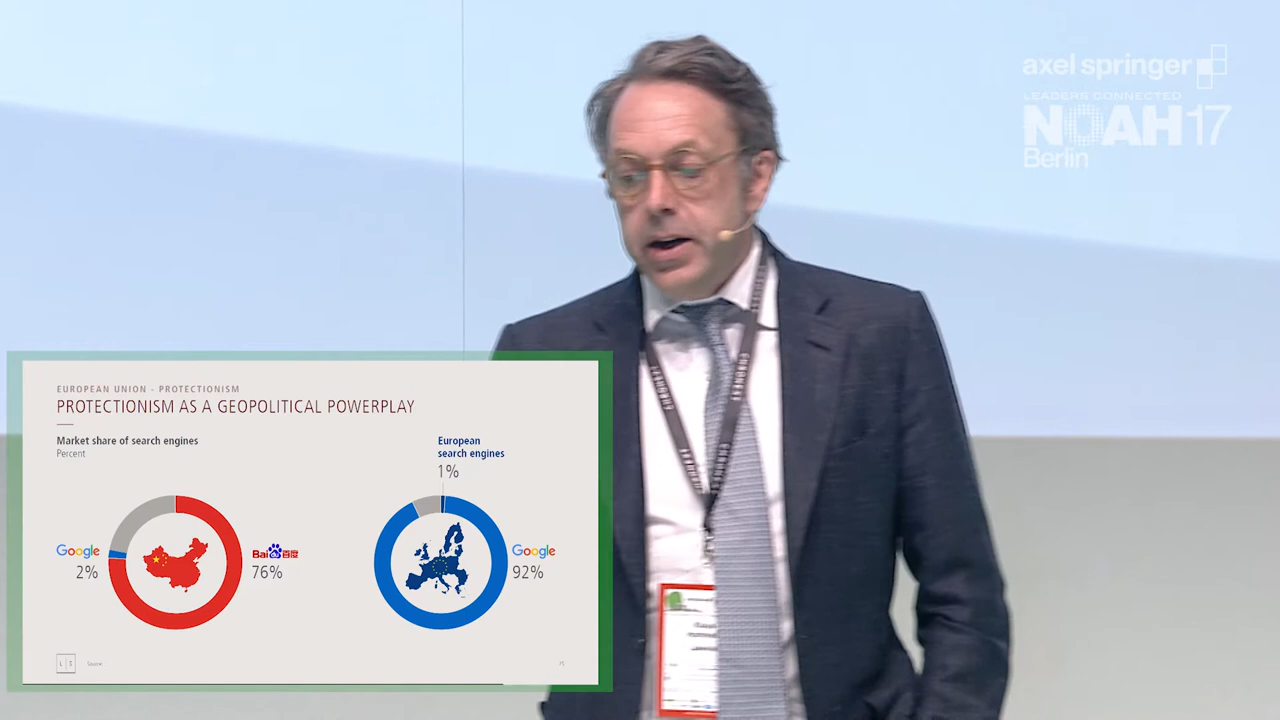 axel springer
LEADERS CONNECTED
NOAH17
Berlin
EUROPEAN UNION - PROTECTIONISM
PROTECTIONISM AS A GEOPOLITICAL POWERPLAY
Market share of search engines
Percent
European
search engines
1%
Google
2%
Bai百度
76%
Google
92%
Source